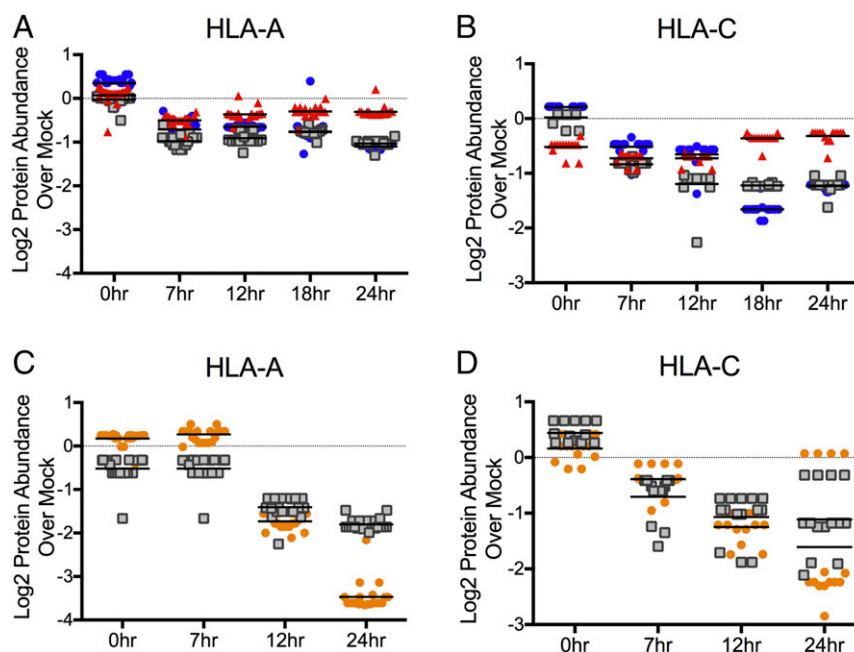 A
HLA-A
Log2 Protein Abundance
Over Mock
1
0
-1
-2
-3
-4
0hr 7hr 12hr 18hr 24hr
B
HLA-C
Log2 Protein Abundance
Over Mock
1
0
-1
-2
-3
0hr 7hr 12hr 18hr 24hr
C
HLA-A
Log2 Protein Abundance
Over Mock
1
0
-1
-2
-3
-4
0hr 7hr 12hr 24hr
D
HLA-C
Log2 Protein Abundance
Over Mock
1
0
-1
-2
-3
0hr 7hr 12hr 24hr